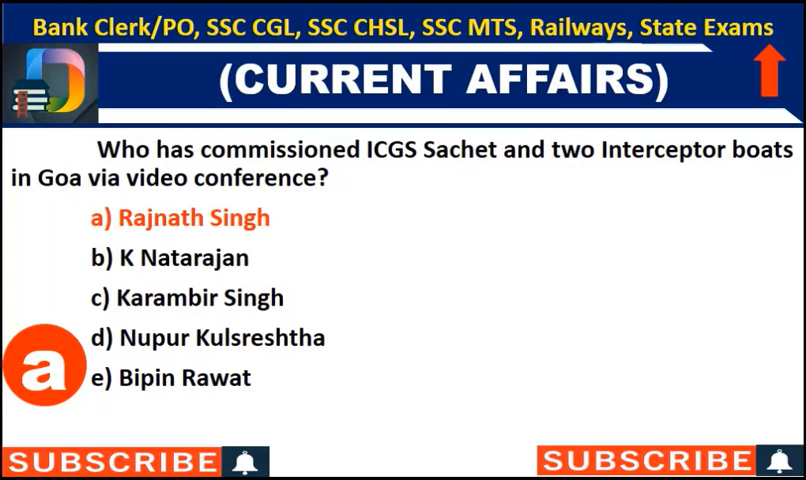 Bank Clerk/PO, SSC CGL, SSC CHSL, SSC MTS, Railways, State Exams
(CURRENT AFFAIRS)
Who has commissioned ICGS Sachet and two Interceptor boats
in Goa via video conference?
a) Rajnath Singh
b) K Natarajan
c) Karambir Singh
d) Nupur Kulsreshtha
e) Bipin Rawat
a
SUBSCRIBE
SUBSCRIBE